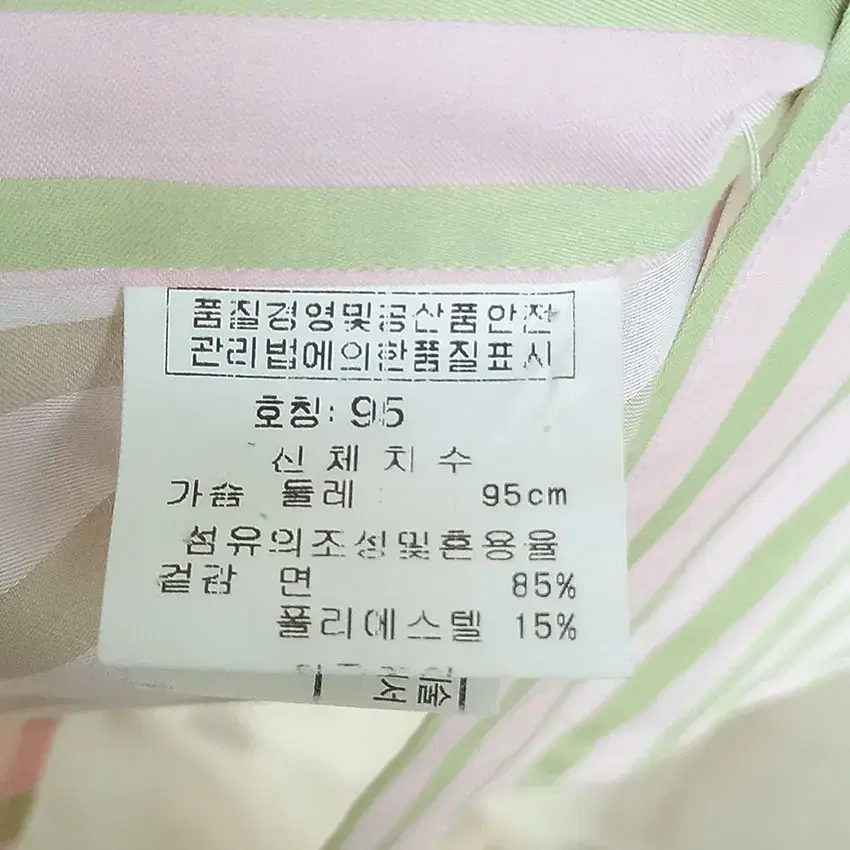 품질경영및공산품안전
관리법에의한품질표시
호칭: 95
신 체 치 수
가슴 둘레 : 95cm
섬유의조성및혼용율
겉감 면 85%
폴리에스텔 15%